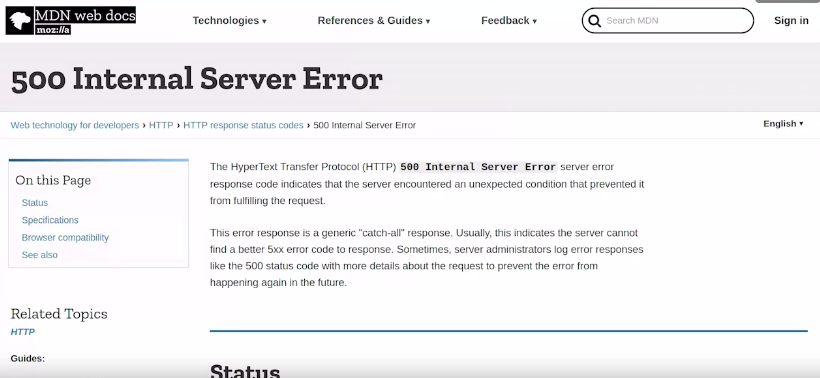 MDN web docs
moz://a
Technologies ▾
References & Guides ▾
Feedback ▾
Search MDN
Sign in
500 Internal Server Error
Web technology for developers › HTTP › HTTP response status codes › 500 Internal Server Error
English ▾
On this Page
Status
Specifications
Browser compatibility
See also
Related Topics
HTTP
Guides:
The HyperText Transfer Protocol (HTTP) 500 Internal Server Error server error
response code indicates that the server encountered an unexpected condition that prevented it
from fulfilling the request.
This error response is a generic "catch-all" response. Usually, this indicates the server cannot
find a better 5xx error code to response. Sometimes, server administrators log error responses
like the 500 status code with more details about the request to prevent the error from
happening again in the future.
Status